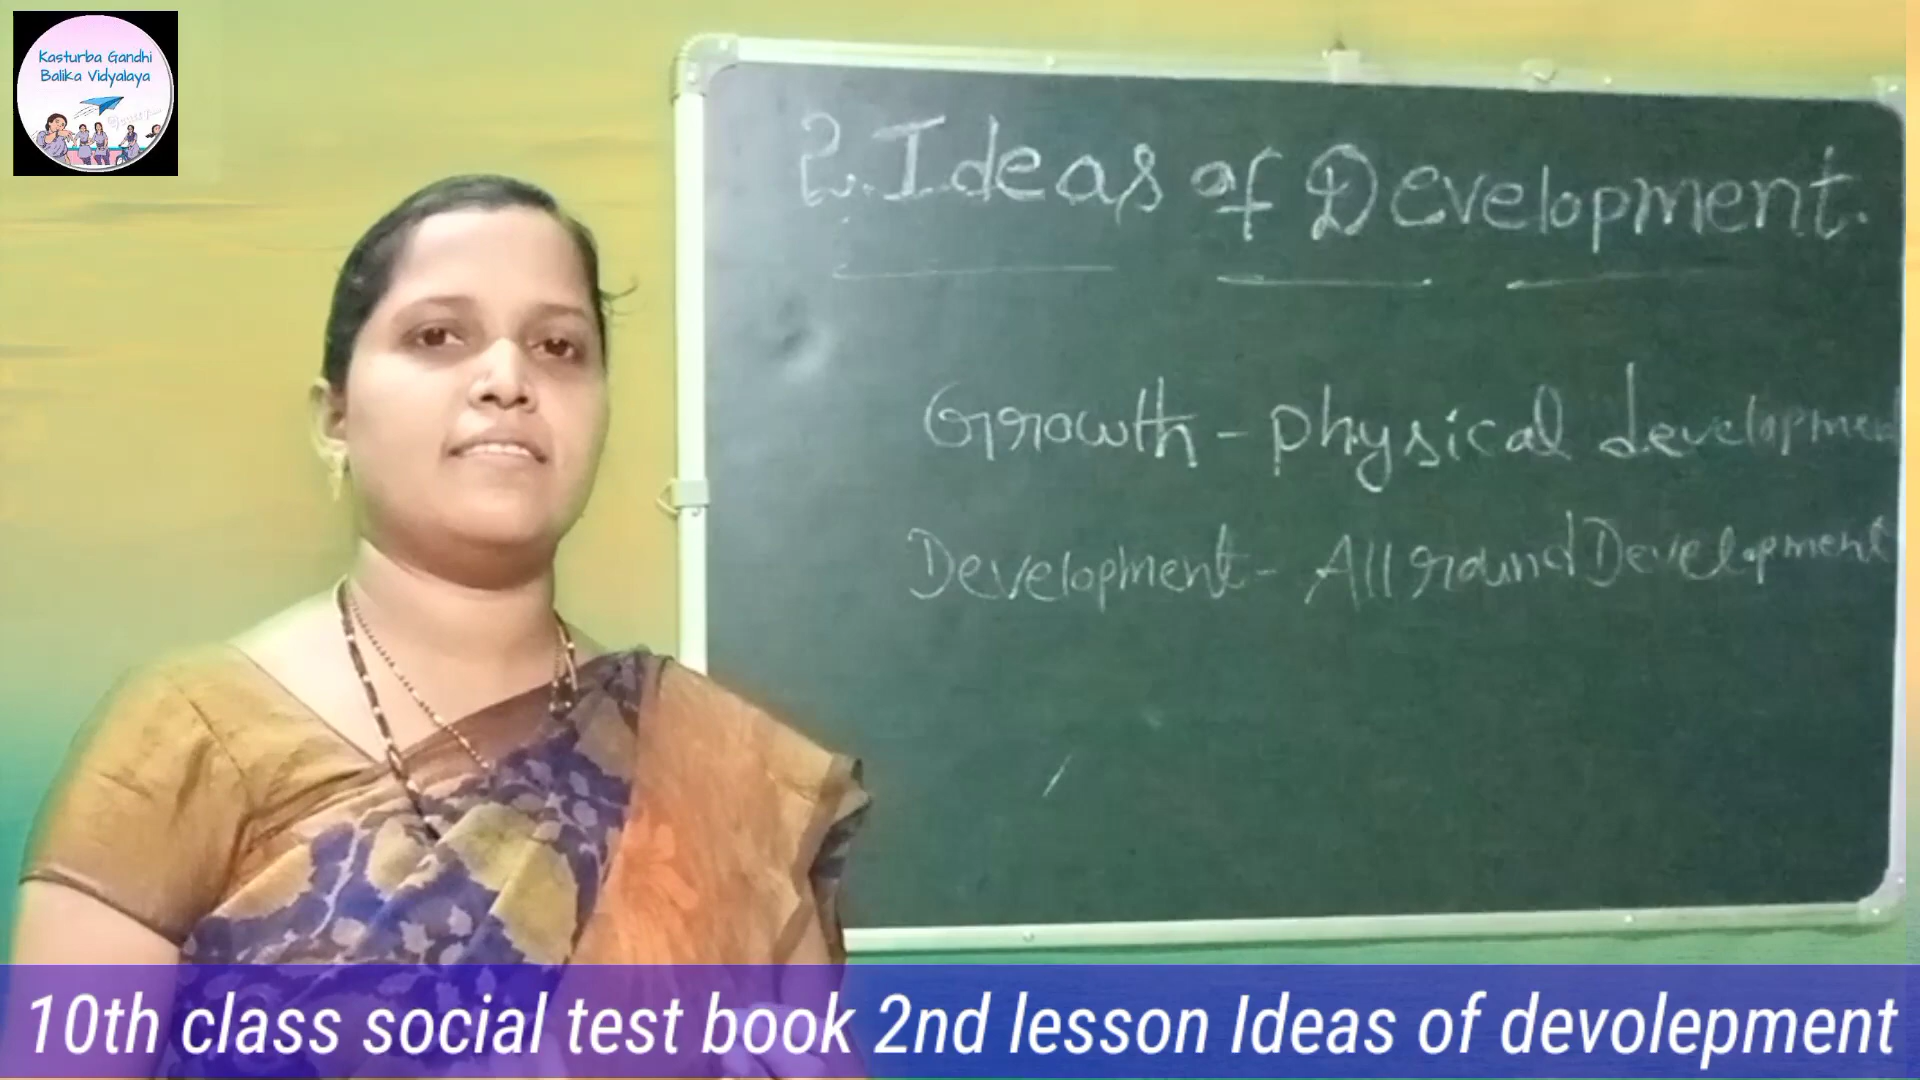 Kasturba Gandhi
Balika Vidyalaya
2. Ideas of Development.
Growth - physical developmen
Development - All round Development
10th class social test book 2nd lesson Ideas of devolepment